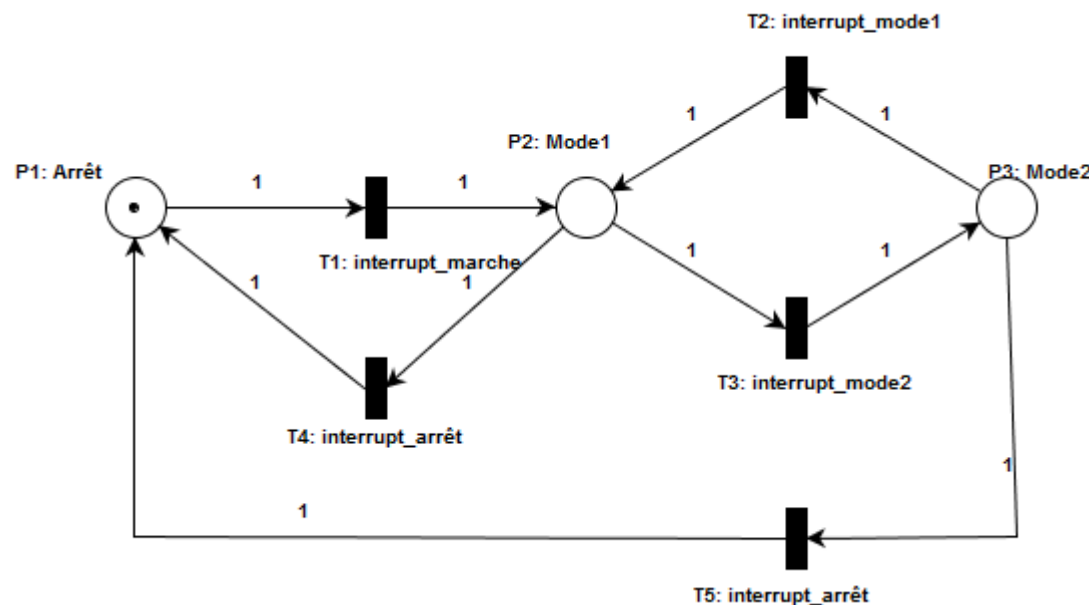 T2: interrupt_mode1
1
1
P2: Mode1
P1: Arrêt
P3: Mode2
1
1
T1: interrupt_marche
1
1
1
1
T3: interrupt_mode2
T4: interrupt_arrêt
1
1
T5: interrupt_arrêt